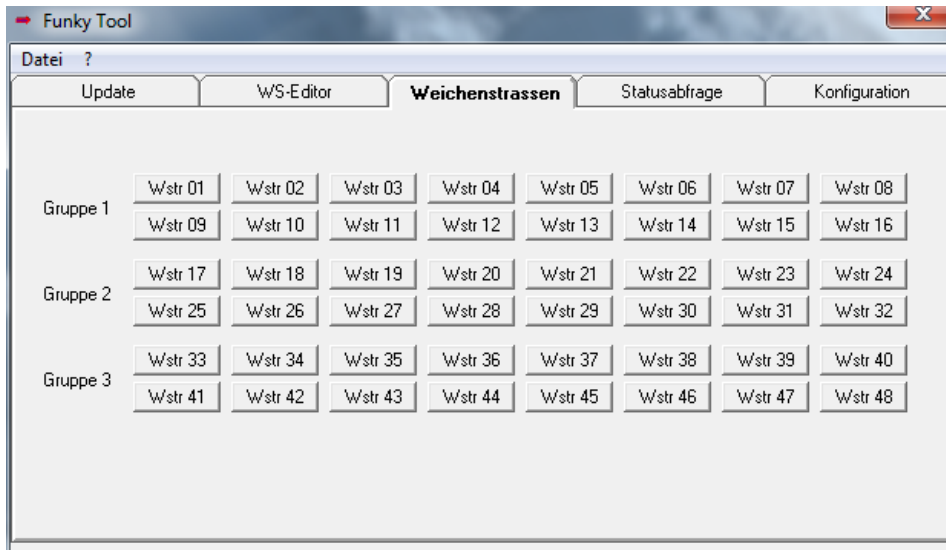 Funky Tool
Datei ?
Update WS-Editor Weichenstrassen Statusabfrage Konfiguration
Wstr 01 Wstr 02 Wstr 03 Wstr 04 Wstr 05 Wstr 06 Wstr 07 Wstr 08
Gruppe 1
Wstr 09 Wstr 10 Wstr 11 Wstr 12 Wstr 13 Wstr 14 Wstr 15 Wstr 16
Wstr 17 Wstr 18 Wstr 19 Wstr 20 Wstr 21 Wstr 22 Wstr 23 Wstr 24
Gruppe 2
Wstr 25 Wstr 26 Wstr 27 Wstr 28 Wstr 29 Wstr 30 Wstr 31 Wstr 32
Wstr 33 Wstr 34 Wstr 35 Wstr 36 Wstr 37 Wstr 38 Wstr 39 Wstr 40
Gruppe 3
Wstr 41 Wstr 42 Wstr 43 Wstr 44 Wstr 45 Wstr 46 Wstr 47 Wstr 48